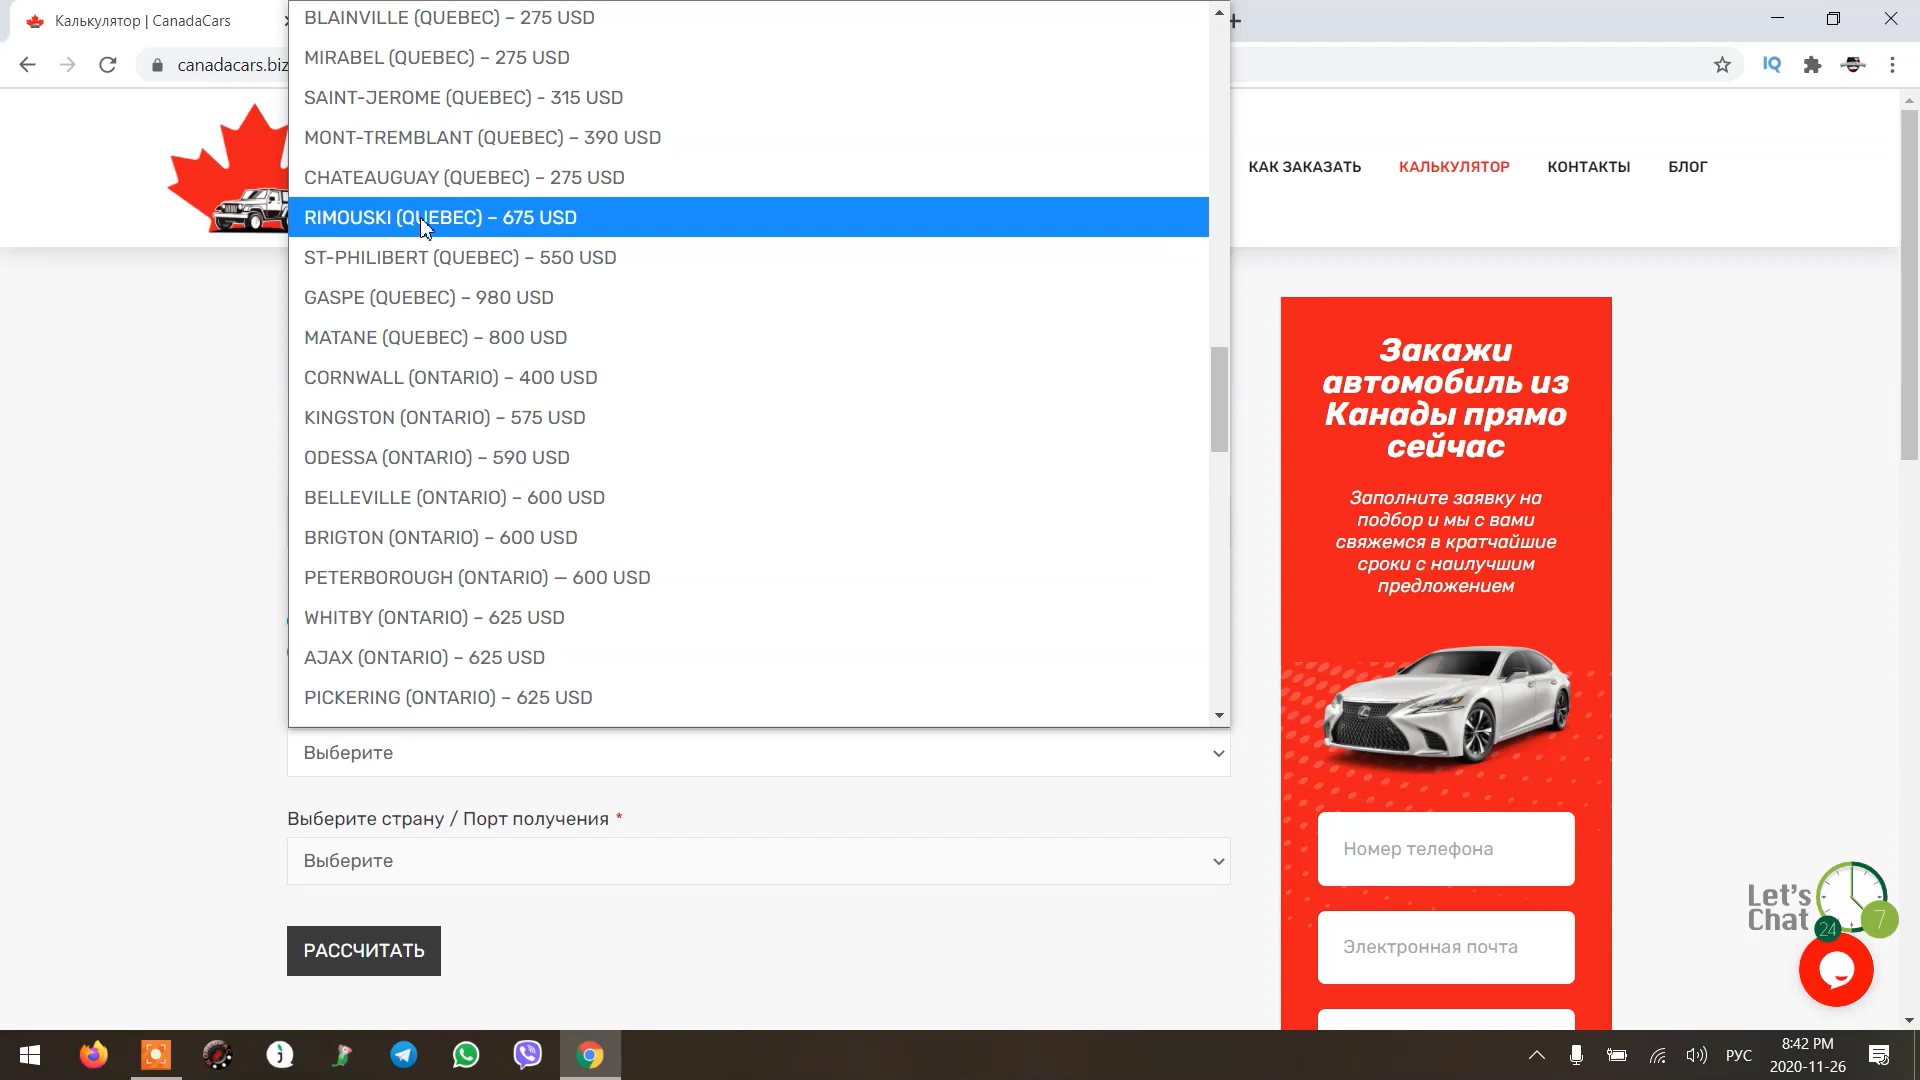 Калькулятор | CanadaCars
canadacars.biz
IQ
BLAINVILLE (QUEBEC) – 275 USD
MIRABEL (QUEBEC) – 275 USD
SAINT-JEROME (QUEBEC) - 315 USD
MONT-TREMBLANT (QUEBEC) – 390 USD
CHATEAUGUAY (QUEBEC) – 275 USD
RIMOUSKI (QUEBEC) – 675 USD
ST-PHILIBERT (QUEBEC) – 550 USD
GASPE (QUEBEC) – 980 USD
MATANE (QUEBEC) – 800 USD
CORNWALL (ONTARIO) – 400 USD
KINGSTON (ONTARIO) – 575 USD
ODESSA (ONTARIO) – 590 USD
BELLEVILLE (ONTARIO) – 600 USD
BRIGTON (ONTARIO) – 600 USD
PETERBOROUGH (ONTARIO) — 600 USD
WHITBY (ONTARIO) – 625 USD
AJAX (ONTARIO) – 625 USD
PICKERING (ONTARIO) – 625 USD
Выберите
Выберите страну / Порт получения *
Выберите
РАССЧИТАТЬ
КАК ЗАКАЗАТЬ КАЛЬКУЛЯТОР КОНТАКТЫ БЛОГ
Закажи
автомобиль из
Канады прямо
сейчас
Заполните заявку на
подбор и мы с вами
свяжемся в кратчайшие
сроки с наилучшим
предложением
Номер телефона
Электронная почта
Let's
Chat
24
7
РУС
8:42 PM
2020-11-26